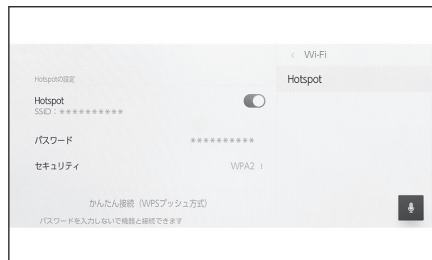 Wi-Fi
Hotspot
Hotspotの設定
Hotspot
SSID：**********
パスワード **********
セキュリティ WPA2
かんたん接続（WPSプッシュ方式）
パスワードを入力しないで機器と接続できます